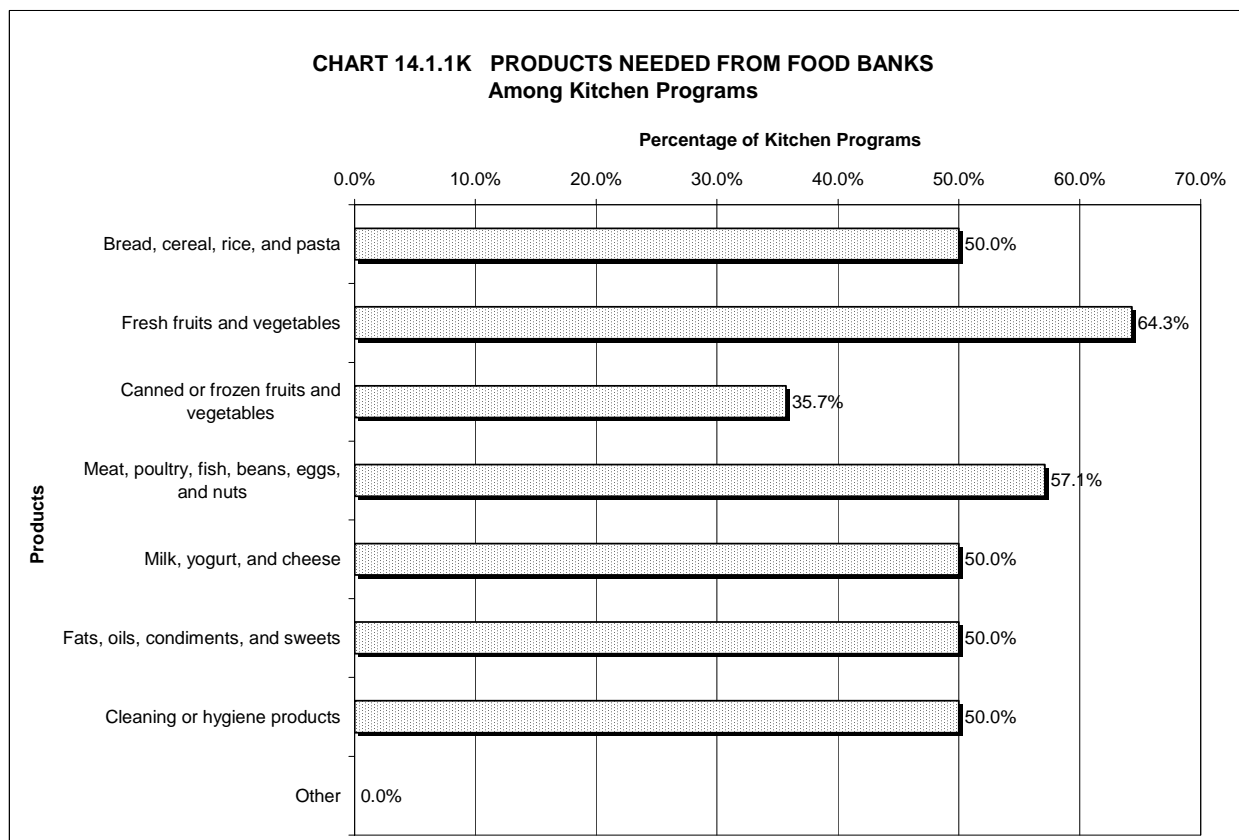 CHART 14.1.1K PRODUCTS NEEDED FROM FOOD BANKS
Among Kitchen Programs
Percentage of Kitchen Programs
0.0% 10.0% 20.0% 30.0% 40.0% 50.0% 60.0% 70.0%
Products
Bread, cereal, rice, and pasta 50.0%
Fresh fruits and vegetables 64.3%
Canned or frozen fruits and
vegetables 35.7%
Meat, poultry, fish, beans, eggs,
and nuts 57.1%
Milk, yogurt, and cheese 50.0%
Fats, oils, condiments, and sweets 50.0%
Cleaning or hygiene products 50.0%
Other 0.0%